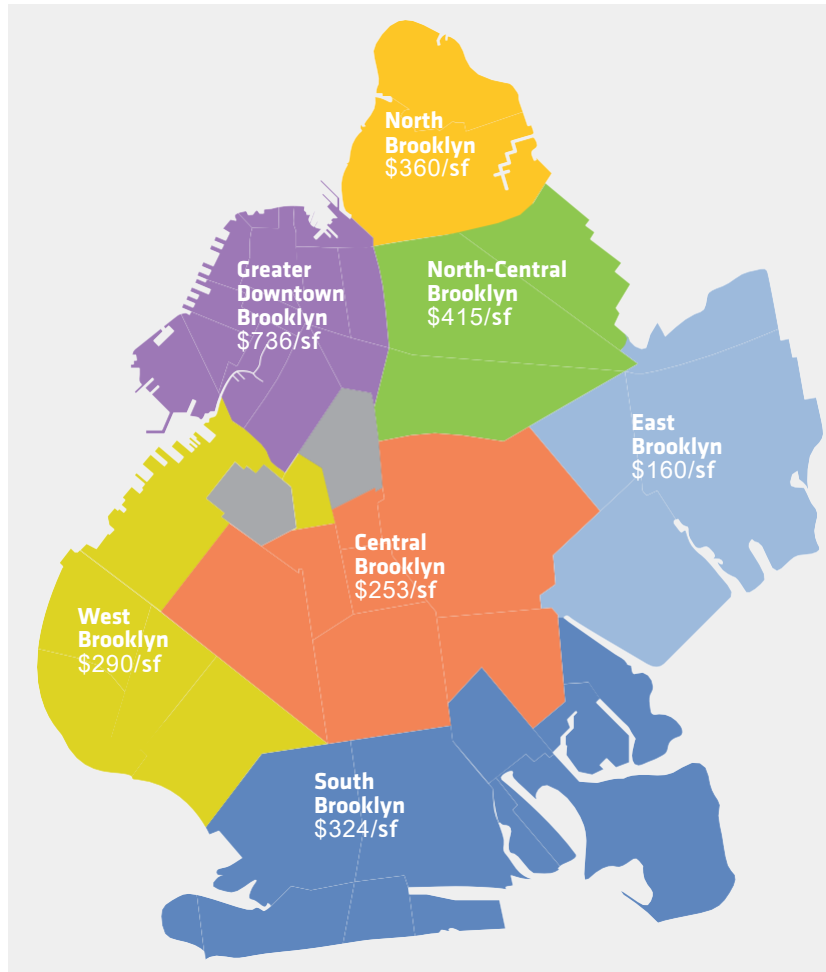 North
Brooklyn
$360/sf
Greater
Downtown
Brooklyn
$736/sf
North-Central
Brooklyn
$415/sf
East
Brooklyn
$160/sf
Central
Brooklyn
$253/sf
West
Brooklyn
$290/sf
South
Brooklyn
$324/sf